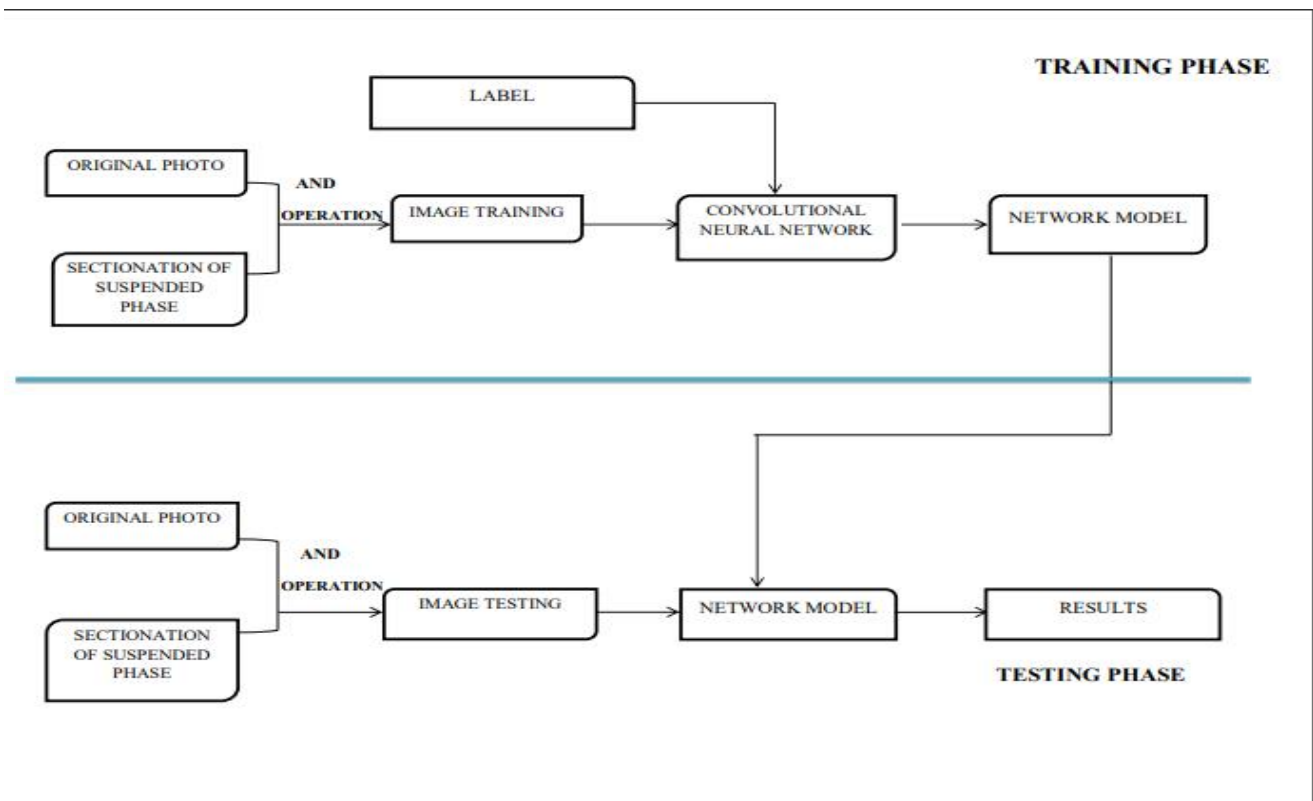 TRAINING PHASE
LABEL
ORIGINAL PHOTO
AND
OPERATION
SECTIONATION OF
SUSPENDED
PHASE
IMAGE TRAINING
CONVOLUTIONAL
NEURAL NETWORK
NETWORK MODEL
ORIGINAL PHOTO
AND
OPERATION
SECTIONATION
OF SUSPENDED
PHASE
IMAGE TESTING
NETWORK MODEL
RESULTS
TESTING PHASE